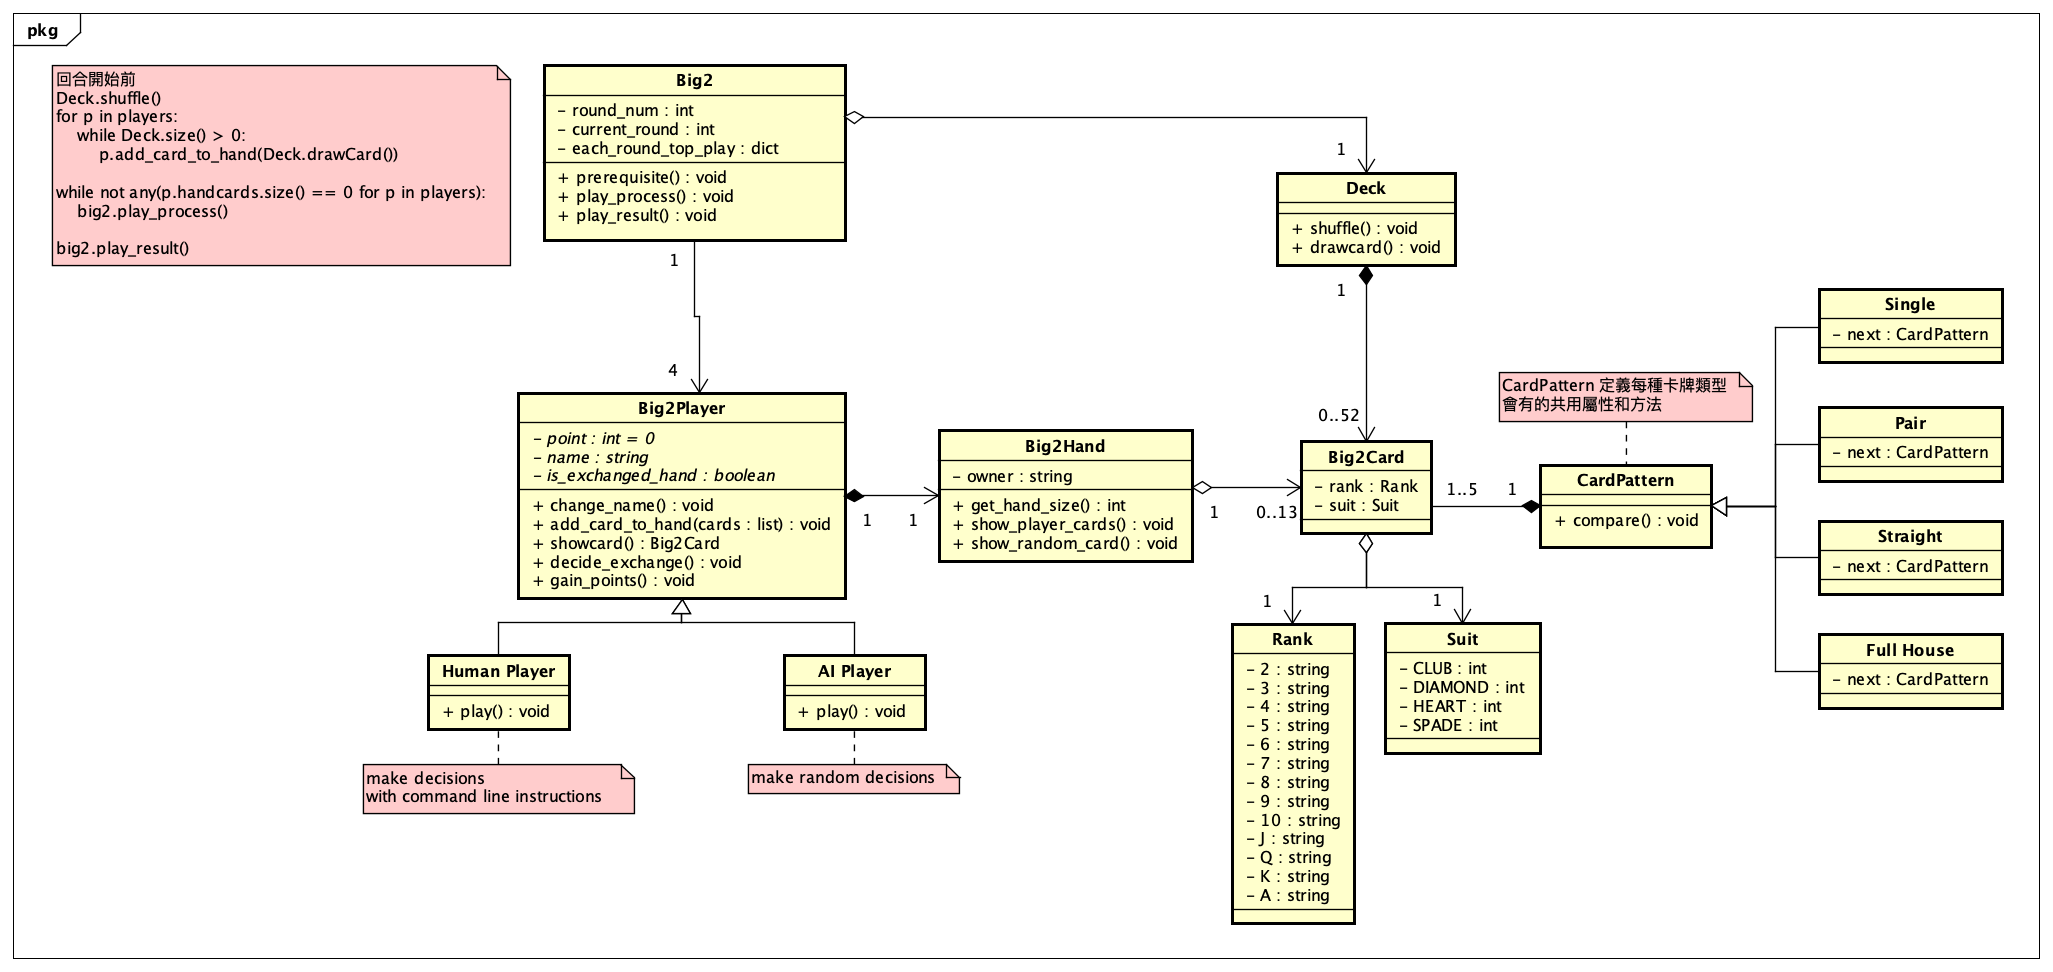 pkg
回合開始前
Deck.shuffle()
for p in players:
while Deck.size() > 0:
p.add_card_to_hand(Deck.drawCard())
while not any(p.handcards.size() == 0 for p in players):
big2.play_process()
big2.play_result()
Big2
– round_num : int
– current_round : int
– each_round_top_play : dict
+ prerequisite() : void
+ play_process() : void
+ play_result() : void
1
4
1
Deck
+ shuffle() : void
+ drawcard() : void
1
0..52
Big2Player
– point : int = 0
– name : string
– is_exchanged_hand : boolean
+ change_name() : void
+ add_card_to_hand(cards : list) : void
+ showcard() : Big2Card
+ decide_exchange() : void
+ gain_points() : void
1
1
Big2Hand
– owner : string
+ get_hand_size() : int
+ show_player_cards() : void
+ show_random_card() : void
1
0..13
Big2Card
– rank : Rank
– suit : Suit
1..5
1
CardPattern 定義每種卡牌類型
會有的共用屬性和方法
CardPattern
+ compare() : void
Single
– next : CardPattern
Pair
– next : CardPattern
Straight
– next : CardPattern
Full House
– next : CardPattern
Human Player
+ play() : void
make decisions
with command line instructions
AI Player
+ play() : void
make random decisions
1
1
Rank
– 2 : string
– 3 : string
– 4 : string
– 5 : string
– 6 : string
– 7 : string
– 8 : string
– 9 : string
– 10 : string
– J : string
– Q : string
– K : string
– A : string
Suit
– CLUB : int
– DIAMOND : int
– HEART : int
– SPADE : int